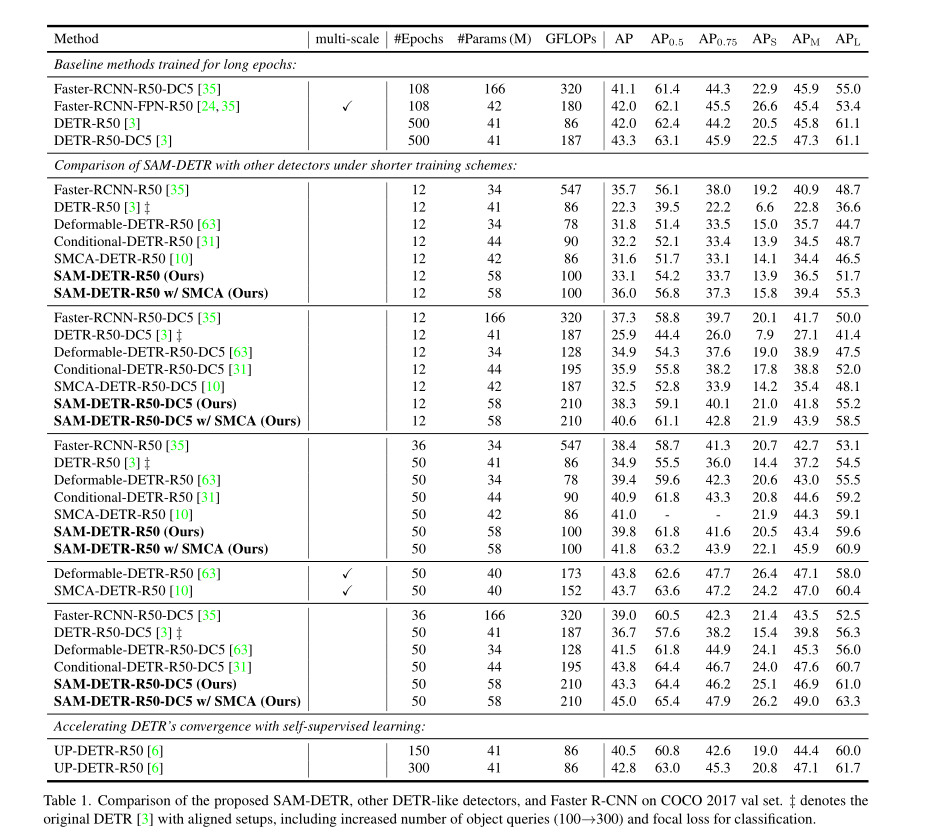 Method multi-scale #Epochs #Params (M) GFLOPs AP AP0.5 AP0.75 APS APM APL
Baseline methods trained for long epochs:
Faster-RCNN-R50-DC5 [35] 108 166 320 41.1 61.4 44.3 22.9 45.9 55.0
Faster-RCNN-FPN-R50 [24, 35] ✓ 108 42 180 42.0 62.1 45.5 26.6 45.4 53.4
DETR-R50 [3] 500 41 86 42.0 62.4 44.2 20.5 45.8 61.1
DETR-R50-DC5 [3] 500 41 187 43.3 63.1 45.9 22.5 47.3 61.1
Comparison of SAM-DETR with other detectors under shorter training schemes:
Faster-RCNN-R50 [35] 12 34 547 35.7 56.1 38.0 19.2 40.9 48.7
DETR-R50 [3] ‡ 12 41 86 22.3 39.5 22.2 6.6 22.8 36.6
Deformable-DETR-R50 [63] 12 34 78 31.8 51.4 33.5 15.0 35.7 44.7
Conditional-DETR-R50 [31] 12 44 90 32.2 52.1 33.4 13.9 34.5 48.7
SMCA-DETR-R50 [10] 12 42 86 31.6 51.7 33.1 14.1 34.4 46.5
SAM-DETR-R50 (Ours) 12 58 100 33.1 54.2 33.7 13.9 36.5 51.7
SAM-DETR-R50 w/ SMCA (Ours) 12 58 100 36.0 56.8 37.3 15.8 39.4 55.3
Faster-RCNN-R50-DC5 [35] 12 166 320 37.3 58.8 39.7 20.1 41.7 50.0
DETR-R50-DC5 [3] ‡ 12 41 187 25.9 44.4 26.0 7.9 27.1 41.4
Deformable-DETR-R50-DC5 [63] 12 34 128 34.9 54.3 37.6 19.0 38.9 47.5
Conditional-DETR-R50-DC5 [31] 12 44 195 35.9 55.8 38.2 17.8 38.8 52.0
SMCA-DETR-R50-DC5 [10] 12 42 187 32.5 52.8 33.9 14.2 35.4 48.1
SAM-DETR-R50-DC5 (Ours) 12 58 210 38.3 59.1 40.1 21.0 41.8 55.2
SAM-DETR-R50-DC5 w/ SMCA (Ours) 12 58 210 40.6 61.1 42.8 21.9 43.9 58.5
Faster-RCNN-R50 [35] 36 34 547 38.4 58.7 41.3 20.7 42.7 53.1
DETR-R50 [3] ‡ 50 41 86 34.9 55.5 36.0 14.4 37.2 54.5
Deformable-DETR-R50 [63] 50 34 78 39.4 59.6 42.3 20.6 43.0 55.5
Conditional-DETR-R50 [31] 50 44 90 40.9 61.8 43.3 20.8 44.6 59.2
SMCA-DETR-R50 [10] 50 42 86 41.0 - - 21.9 44.3 59.1
SAM-DETR-R50 (Ours) 50 58 100 39.8 61.8 41.6 20.5 43.4 59.6
SAM-DETR-R50 w/ SMCA (Ours) 50 58 100 41.8 63.2 43.9 22.1 45.9 60.9
Deformable-DETR-R50 [63] ✓ 50 40 173 43.8 62.6 47.7 26.4 47.1 58.0
SMCA-DETR-R50 [10] ✓ 50 40 152 43.7 63.6 47.2 24.2 47.0 60.4
Faster-RCNN-R50-DC5 [35] 36 166 320 39.0 60.5 42.3 21.4 43.5 52.5
DETR-R50-DC5 [3] ‡ 50 41 187 36.7 57.6 38.2 15.4 39.8 56.3
Deformable-DETR-R50-DC5 [63] 50 34 128 41.5 61.8 44.9 24.1 45.3 56.0
Conditional-DETR-R50-DC5 [31] 50 44 195 43.8 64.4 46.7 24.0 47.6 60.7
SAM-DETR-R50-DC5 (Ours) 50 58 210 43.3 64.4 46.2 25.1 46.9 61.0
SAM-DETR-R50-DC5 w/ SMCA (Ours) 50 58 210 45.0 65.4 47.9 26.2 49.0 63.3
Accelerating DETR's convergence with self-supervised learning:
UP-DETR-R50 [6] 150 41 86 40.5 60.8 42.6 19.0 44.4 60.0
UP-DETR-R50 [6] 300 41 86 42.8 63.0 45.3 20.8 47.1 61.7
Table 1. Comparison of the proposed SAM-DETR, other DETR-like detectors, and Faster R-CNN on COCO 2017 val set. ‡ denotes the
original DETR [3] with aligned setups, including increased number of object queries (100→300) and focal loss for classification.